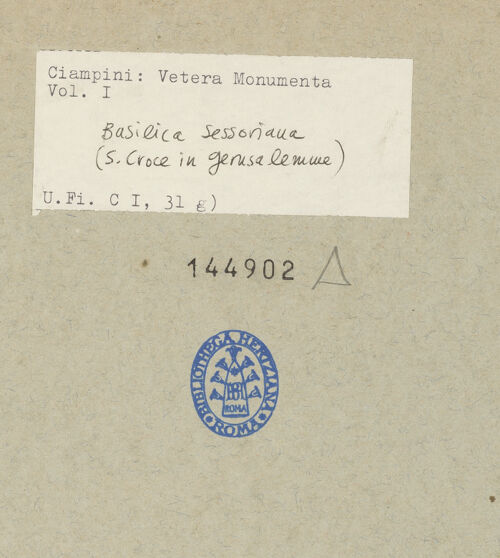 Ciampini: Vetera Monumenta
Vol. I
Basilica Sessoriana
(S. Croce in Gerusalemme)
U.Fi. C I, 31 g)
144902
BIBLIOTHECA HERTZIANA
ROMA
ROMA